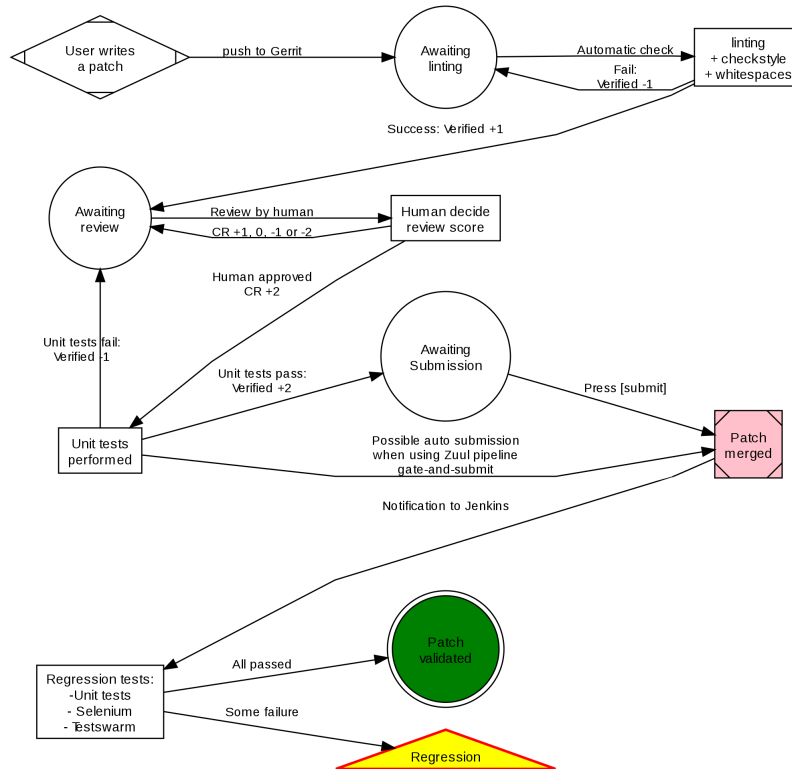 User writes
a patch
push to Gerrit
Awaiting
linting
Automatic check
linting
+ checkstyle
+ whitespaces
Fail:
Verified -1
Success: Verified +1
Awaiting
review
Review by human
CR +1, 0, -1 or -2
Human decide
review score
Human approved
CR +2
Unit tests fail:
Verified -1
Unit tests pass:
Verified +2
Awaiting
Submission
Press [submit]
Unit tests
performed
Possible auto submission
when using Zuul pipeline
gate-and-submit
Patch
merged
Notification to Jenkins
Regression tests:
-Unit tests
- Selenium
- Testswarm
All passed
Patch
validated
Some failure
Regression